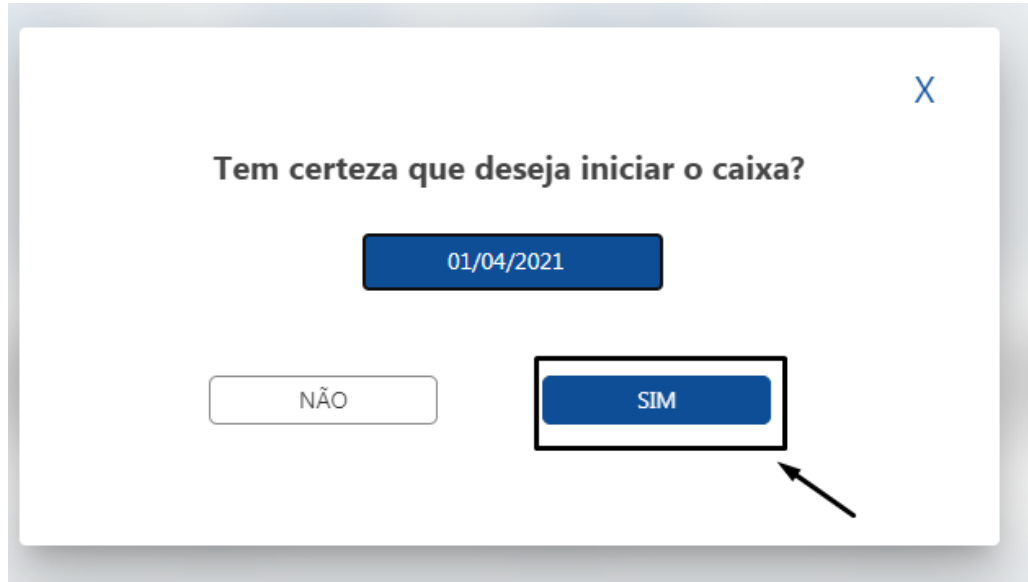 X
Tem certeza que deseja iniciar o caixa?
01/04/2021
NÃO
SIM